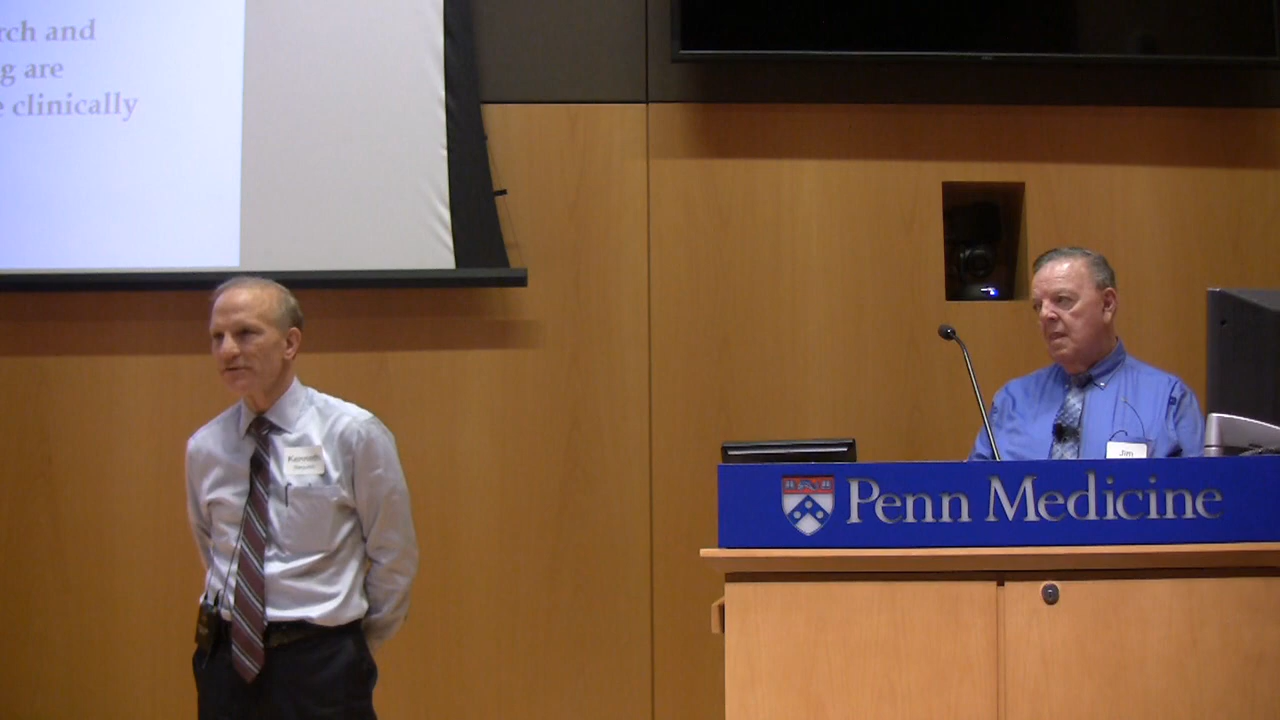 rch and
g are
e clinically
Kenneth
Jim
Penn Medicine